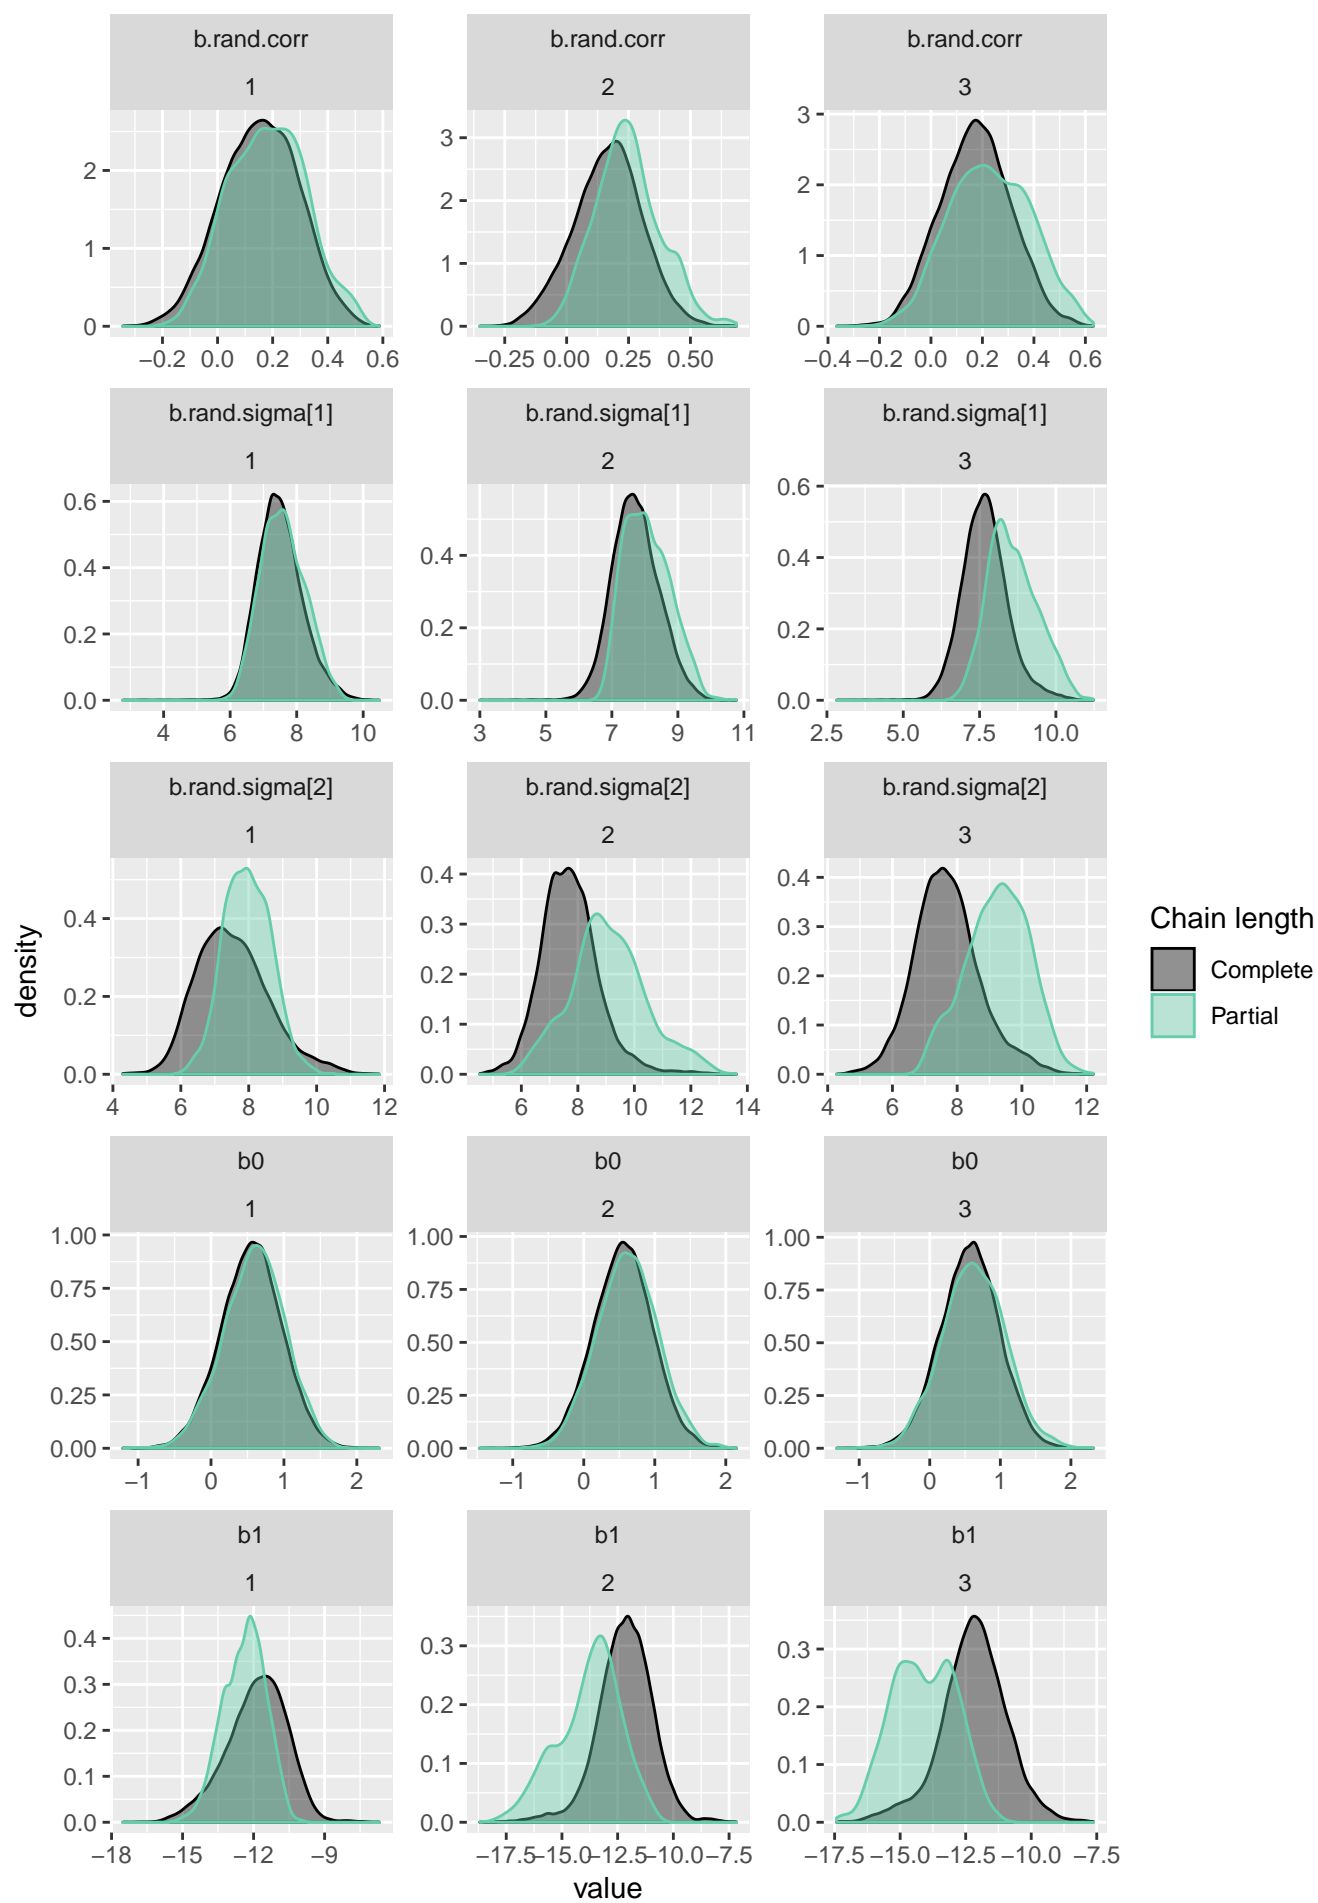 b.rand.corr b.rand.corr b.rand.corr
1 2 3
3
3
2 2 2
1 1 1
0 0 0
−0.2 0.0 0.2 0.4 0.6 −0.25 0.00 0.25 0.50 −0.4 −0.2 0.0 0.2 0.4 0.6
b.rand.sigma[1] b.rand.sigma[1] b.rand.sigma[1]
1 2 3
0.6 0.6
0.4 0.4 0.4
0.2 0.2 0.2
0.0 0.0 0.0
4 6 8 10 3 5 7 9 11 2.5 5.0 7.5 10.0
b.rand.sigma[2] b.rand.sigma[2] b.rand.sigma[2]
1 2 3
0.4 0.4
0.4 0.3 0.3
0.2 0.2 0.2
0.1 0.1
0.0 0.0 0.0
4 6 8 10 12 6 8 10 12 14 4 6 8 10 12
b0 b0 b0
1 2 3
1.00 1.00 1.00
0.75 0.75 0.75
0.50 0.50 0.50
0.25 0.25 0.25
0.00 0.00 0.00
−1 0 1 2 −1 0 1 2 −1 0 1 2
b1 b1 b1
1 2 3
0.4 0.3 0.3
0.3 0.2 0.2
0.2 0.1 0.1
0.1
0.0 0.0 0.0
−18 −15 −12 −9 −17.5 −15.0 −12.5 −10.0 −7.5 −17.5 −15.0 −12.5 −10.0 −7.5
value
density
Chain length
Complete
Partial